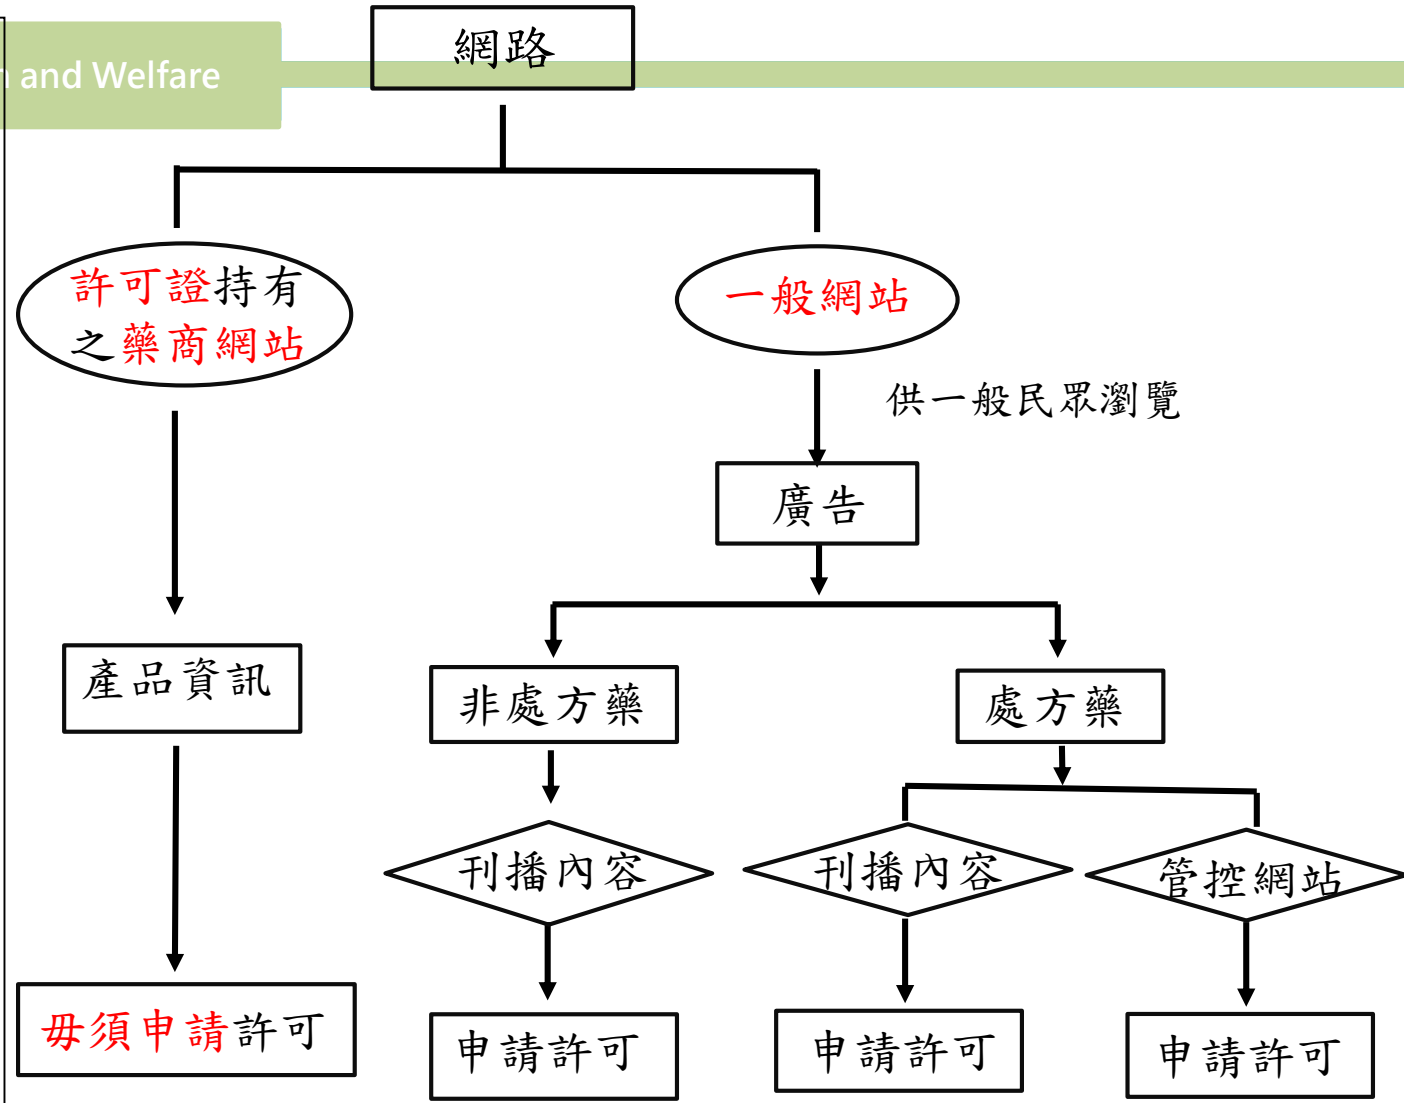 and Welfare
網路
許可證持有
之藥商網站
一般網站
供一般民眾瀏覽
廣告
產品資訊
非處方藥
處方藥
刊播內容
刊播內容
管控網站
毋須申請許可
申請許可
申請許可
申請許可